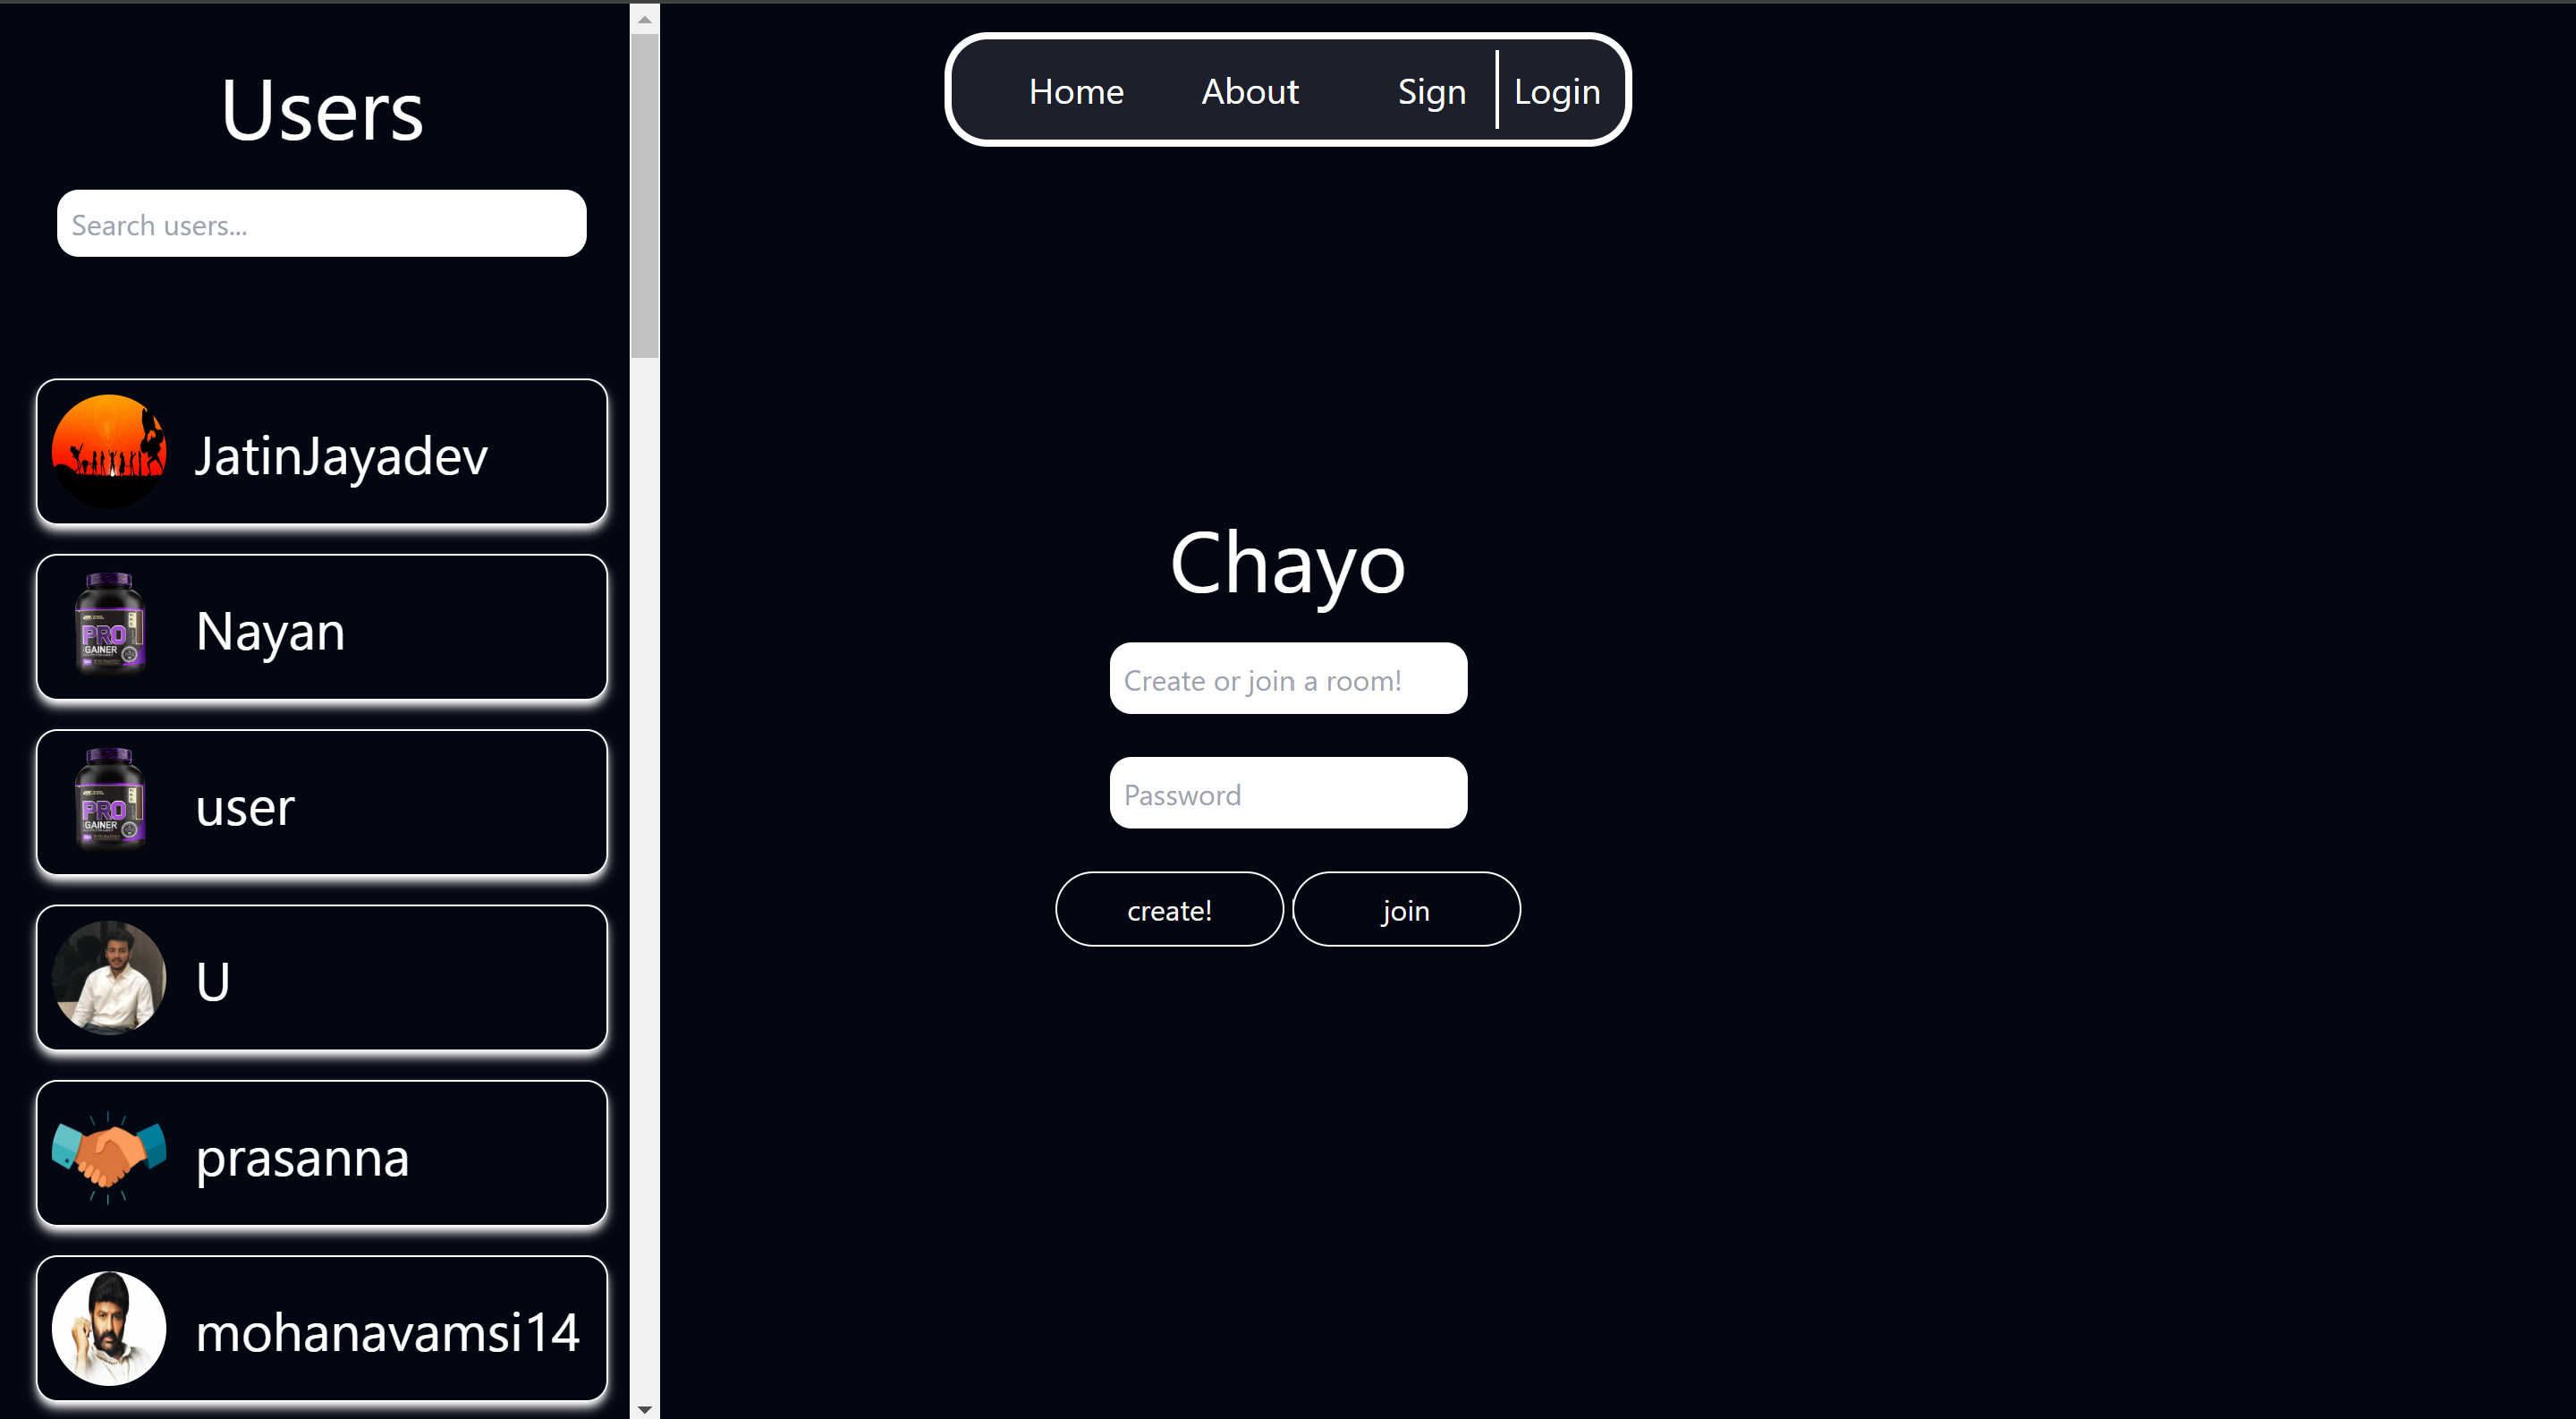 Users
Search users...
JatinJayadev
Nayan
PRO
GAINER
user
PRO
GAINER
U
prasanna
mohanavamsi14
Home About Sign Login
Chayo
Create or join a room!
Password
create! join